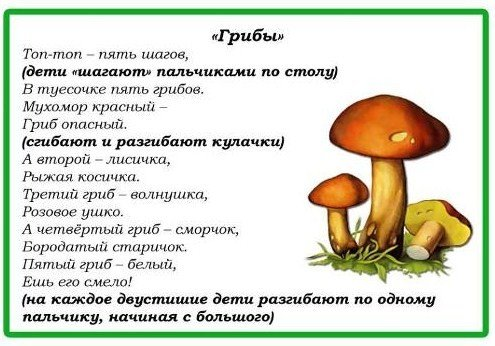 «Грибы»
Топ-топ – пять шагов,
(дети «шагают» пальчиками по столу)
В туесочке пять грибов.
Мухомор красный –
Гриб опасный.
(сгибают и разгибают кулачки)
А второй – лисичка,
Рыжая косичка.
Третий гриб – волнушка,
Розовое ушко.
А четвёртый гриб – сморчок,
Бородатый старичок.
Пятый гриб – белый,
Ешь его смело!
(на каждое двустишие дети разгибают по одному
пальчику, начиная с большого)